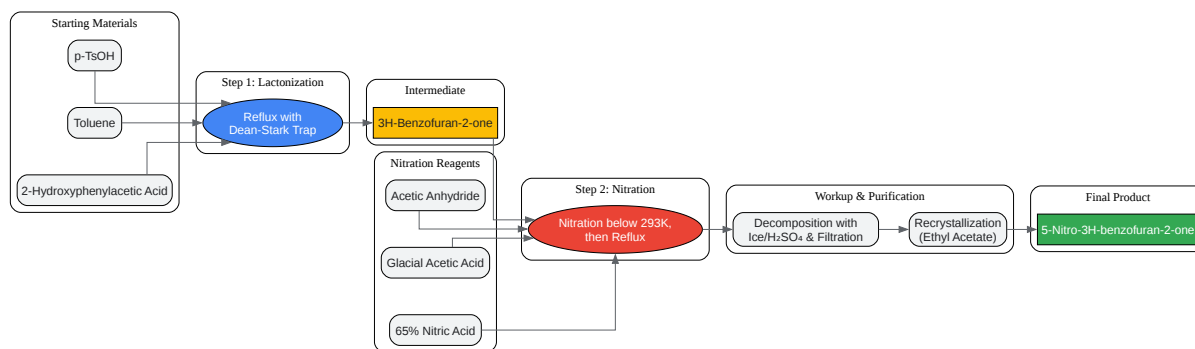 Starting Materials
p-TsOH
Toluene
2-Hydroxyphenylacetic Acid
Step 1: Lactonization
Reflux with
Dean-Stark Trap
Intermediate
3H-Benzofuran-2-one
Nitration Reagents
Acetic Anhydride
Glacial Acetic Acid
65% Nitric Acid
Step 2: Nitration
Nitration below 293K,
then Reflux
Workup & Purification
Decomposition with
Ice/H₂SO₄ & Filtration
Recrystallization
(Ethyl Acetate)
Final Product
5-Nitro-3H-benzofuran-2-one